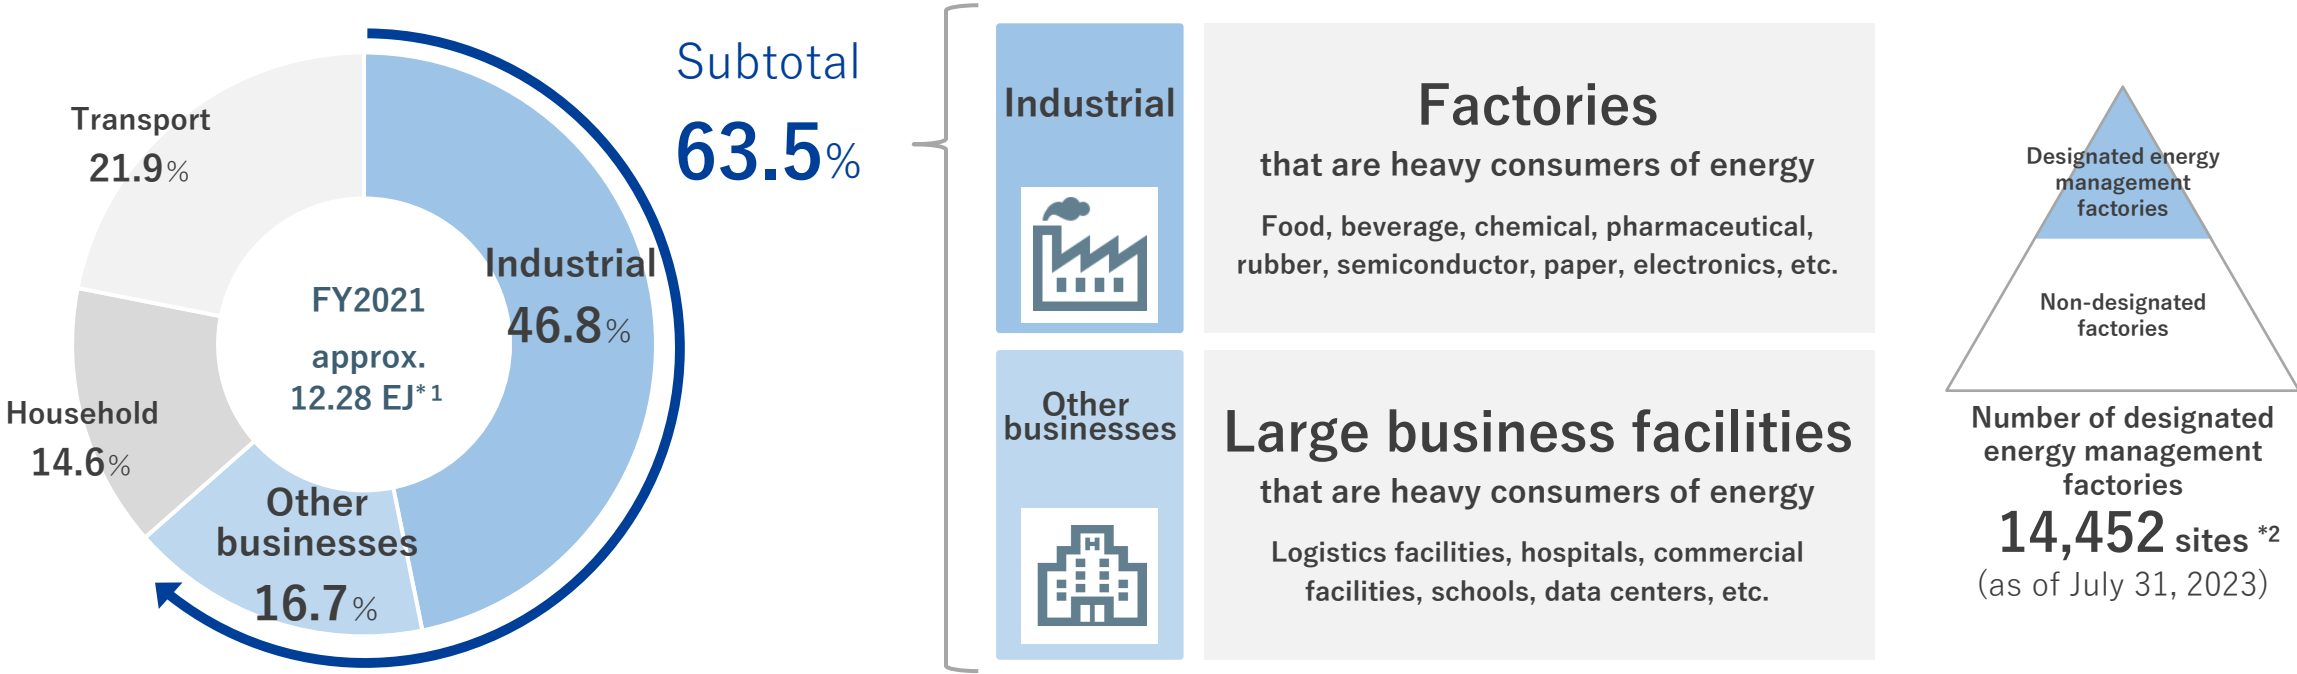 Transport
21.9%
Household
14.6%
FY2021
approx.
12.28 EJ*1
Industrial
46.8%
Other
businesses
16.7%
Subtotal
63.5%
Industrial
Factories
that are heavy consumers of energy
Food, beverage, chemical, pharmaceutical,
rubber, semiconductor, paper, electronics, etc.
Other
businesses
H
Large business facilities
that are heavy consumers of energy
Logistics facilities, hospitals, commercial
facilities, schools, data centers, etc.
Designated energy
management
factories
Non-designated
factories
Number of designated
energy management
factories
14,452 sites *2
(as of July 31, 2023)